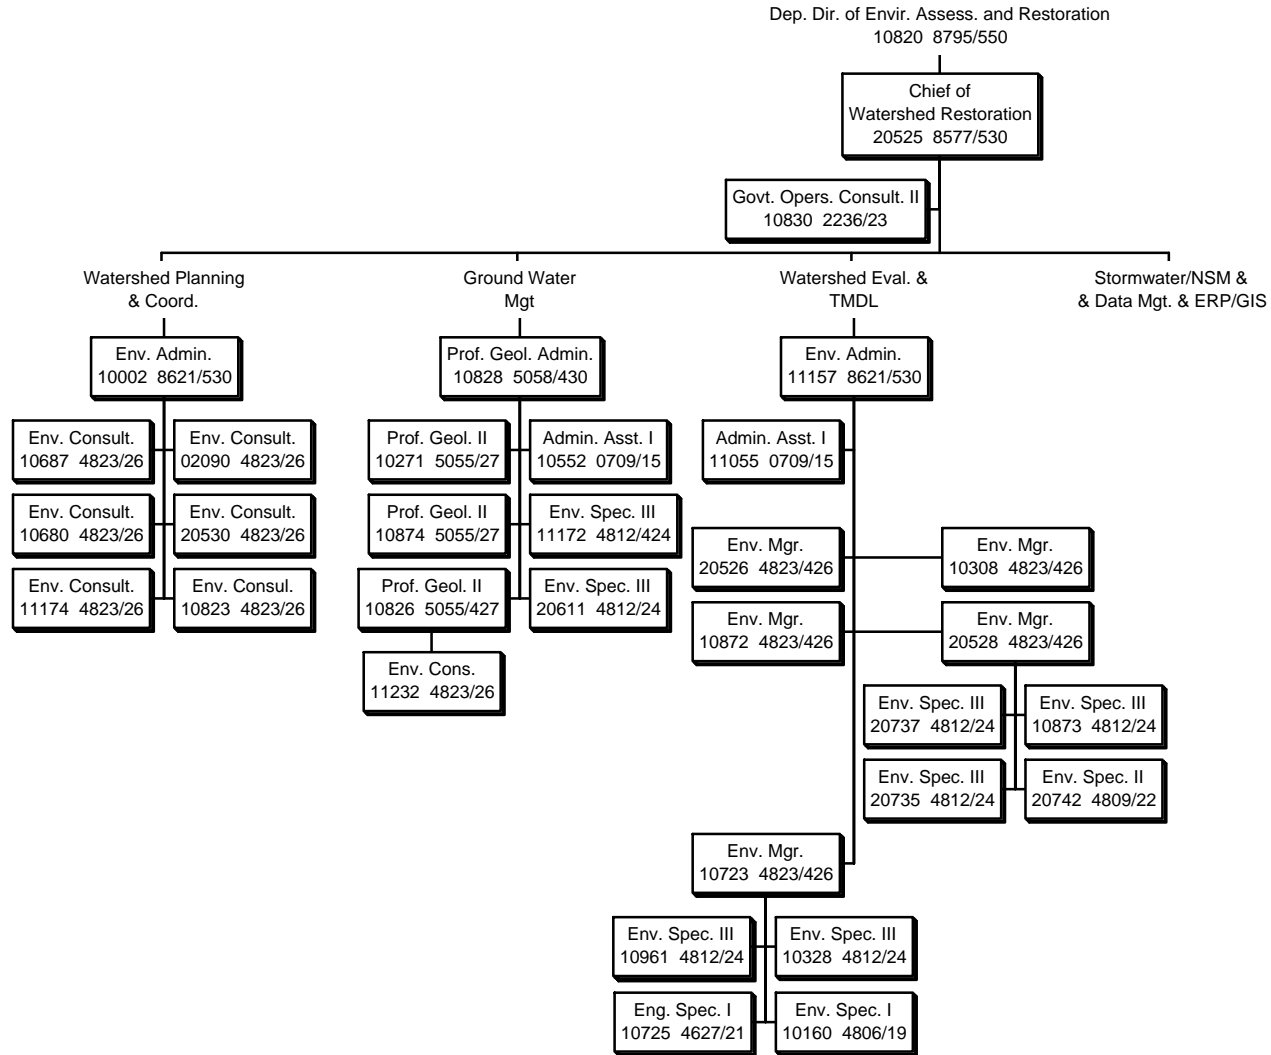 Dep. Dir. of Envir. Assess. and Restoration
10820 8795/550
Chief of
Watershed Restoration
20525 8577/530
Govt. Opers. Consult. II
10830 2236/23
Watershed Planning
& Coord.
Ground Water
Mgt
Watershed Eval. &
TMDL
Stormwater/NSM &
& Data Mgt. & ERP/GIS
Env. Admin.
10002 8621/530
Prof. Geol. Admin.
10828 5058/430
Env. Admin.
11157 8621/530
Env. Consult.
10687 4823/26
Env. Consult.
02090 4823/26
Prof. Geol. II
10271 5055/27
Admin. Asst. I
10552 0709/15
Admin. Asst. I
11055 0709/15
Env. Consult.
10680 4823/26
Env. Consult.
20530 4823/26
Prof. Geol. II
10874 5055/27
Env. Spec. III
11172 4812/424
Env. Mgr.
20526 4823/426
Env. Mgr.
10308 4823/426
Env. Consult.
11174 4823/26
Env. Consul.
10823 4823/26
Prof. Geol. II
10826 5055/427
Env. Spec. III
20611 4812/24
Env. Mgr.
10872 4823/426
Env. Mgr.
20528 4823/426
Env. Cons.
11232 4823/26
Env. Spec. III
20737 4812/24
Env. Spec. III
10873 4812/24
Env. Spec. III
20735 4812/24
Env. Spec. II
20742 4809/22
Env. Mgr.
10723 4823/426
Env. Spec. III
10961 4812/24
Env. Spec. III
10328 4812/24
Eng. Spec. I
10725 4627/21
Env. Spec. I
10160 4806/19